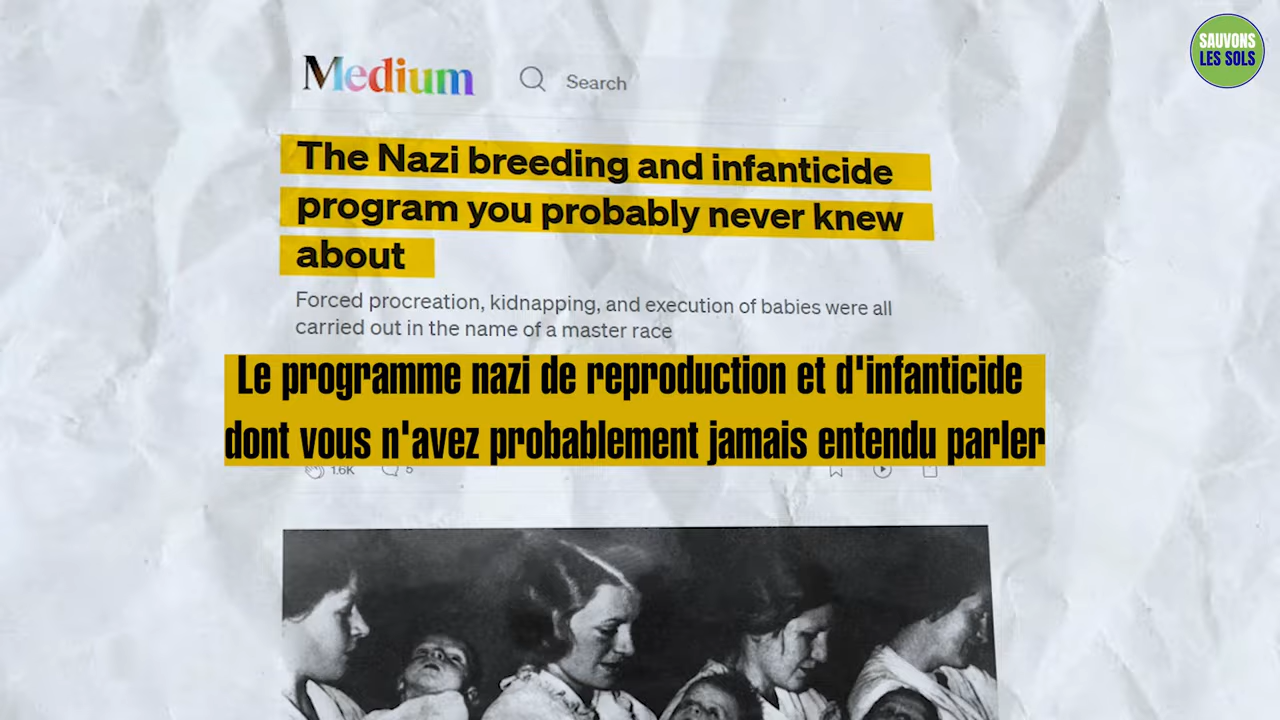 SAUVONS
LES SOLS
Medium
Search
The Nazi breeding and infanticide
program you probably never knew
about
Forced procreation, kidnapping, and execution of babies were all
carried out in the name of a master race
Le programme nazi de reproduction et d'infanticide
dont vous n'avez probablement jamais entendu parler
1.6K
5